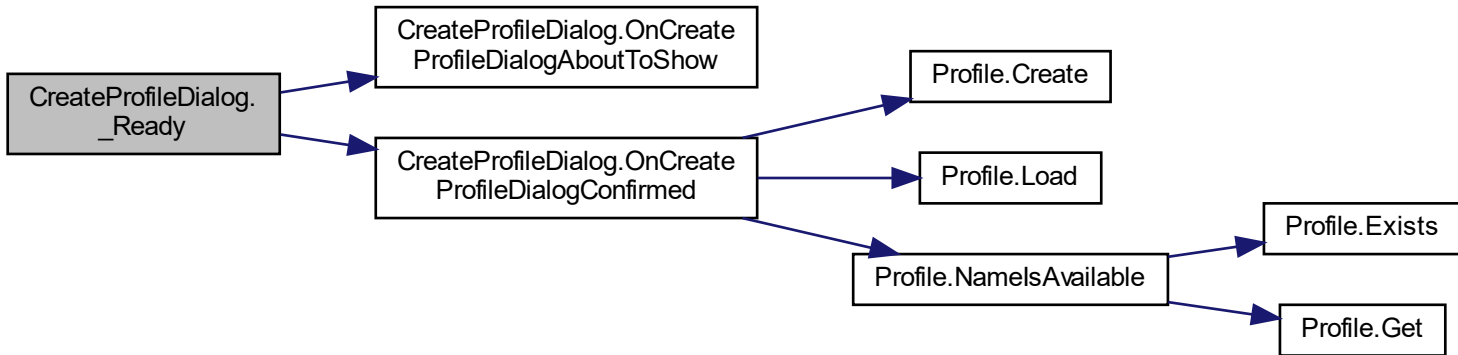 CreateProfileDialog.
_Ready
CreateProfileDialog.OnCreate
ProfileDialogAboutToShow
CreateProfileDialog.OnCreate
ProfileDialogConfirmed
Profile.Create
Profile.Load
Profile.NameIsAvailable
Profile.Exists
Profile.Get